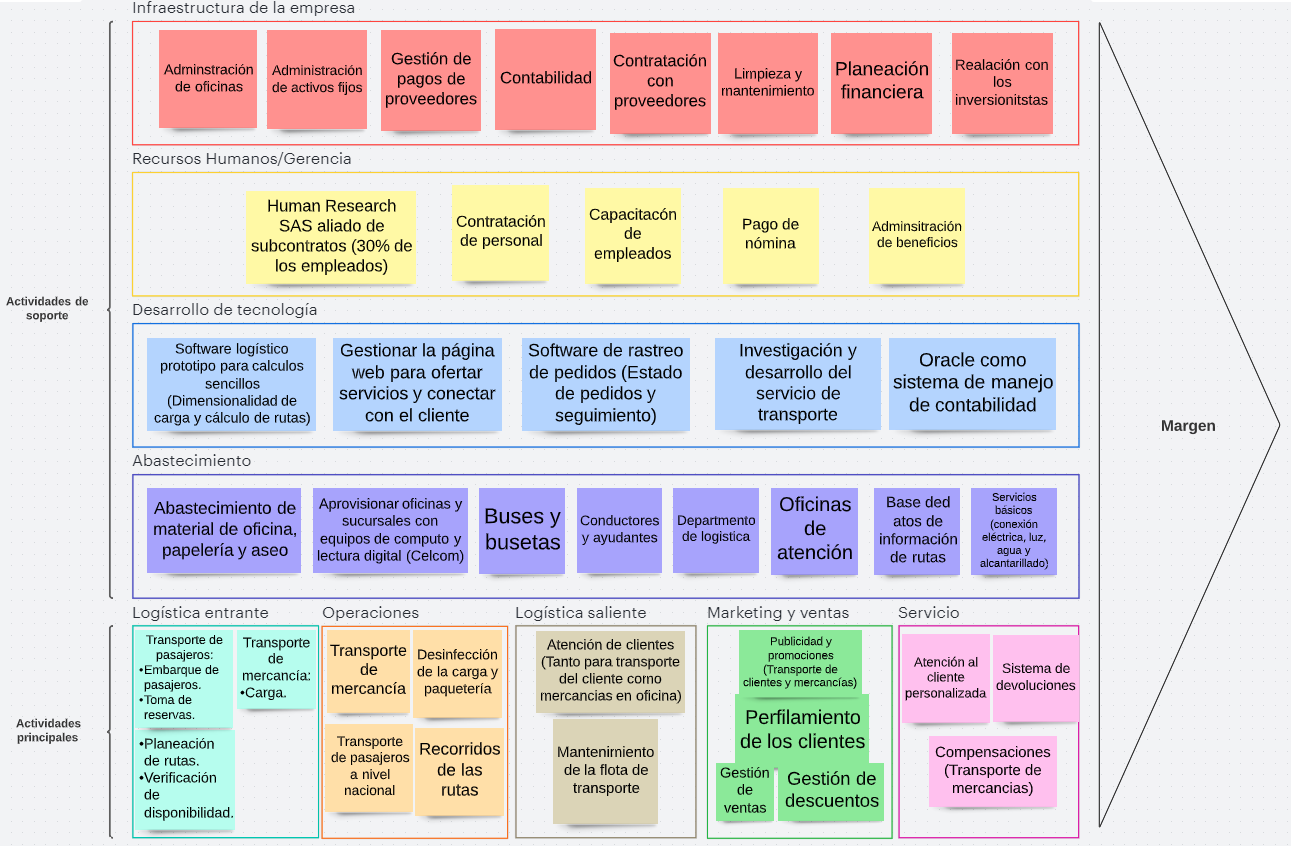 Infraestructura de la empresa
Adminstración
de oficinas
Administración
de activos fijos
Gestión de
pagos de
proveedores
Contabilidad
Contratación
con
proveedores
Limpieza y
mantenimiento
Planeación
financiera
Realación con
los
inversionitstas
Recursos Humanos/Gerencia
Human Research
SAS aliado de
subcontratos (30% de
los empleados)
Contratación
de personal
Capacitacón
de
empleados
Pago de
nómina
Adminsitración
de beneficios
Actividades de
soporte
Desarrollo de tecnología
Software logístico
prototipo para calculos
sencillos
(Dimensionalidad de
carga y cálculo de rutas)
Gestionar la página
web para ofertar
servicios y conectar
con el cliente
Software de rastreo
de pedidos (Estado
de pedidos y
seguimiento)
Investigación y
desarrollo del
servicio de
transporte
Oracle como
sistema de manejo
de contabilidad
Margen
Abastecimiento
Abastecimiento de
material de oficina,
papelería y aseo
Aprovisionar oficinas y
sucursales con
equipos de computo y
lectura digital (Celcom)
Buses y
busetas
Conductores
y ayudantes
Departmento
de logistica
Oficinas
de
atención
Base ded
atos de
información
de rutas
Servicios
básicos
(conexión
eléctrica, luz,
agua y
alcantarillado)
Actividades
principales
Logística entrante
Transporte de
pasajeros:
•Embarque de
pasajeros.
•Toma de
reservas.
Transporte
de
mercancía:
•Carga.
•Planeación
de rutas.
•Verificación
de
disponibilidad.
Operaciones
Transporte
de
mercancía
Desinfección
de la carga y
paquetería
Transporte
de pasajeros
a nivel
nacional
Recorridos
de las
rutas
Logística saliente
Atención de clientes
(Tanto para transporte
del cliente como
mercancias en oficina)
Mantenimiento
de la flota de
transporte
Marketing y ventas
Publicidad y
promociones
(Transporte de
clientes y mercancías)
Perfilamiento
de los clientes
Gestión
de
ventas
Gestión de
descuentos
Servicio
Atención al
cliente
personalizada
Sistema de
devoluciones
Compensaciones
(Transporte de
mercancias)